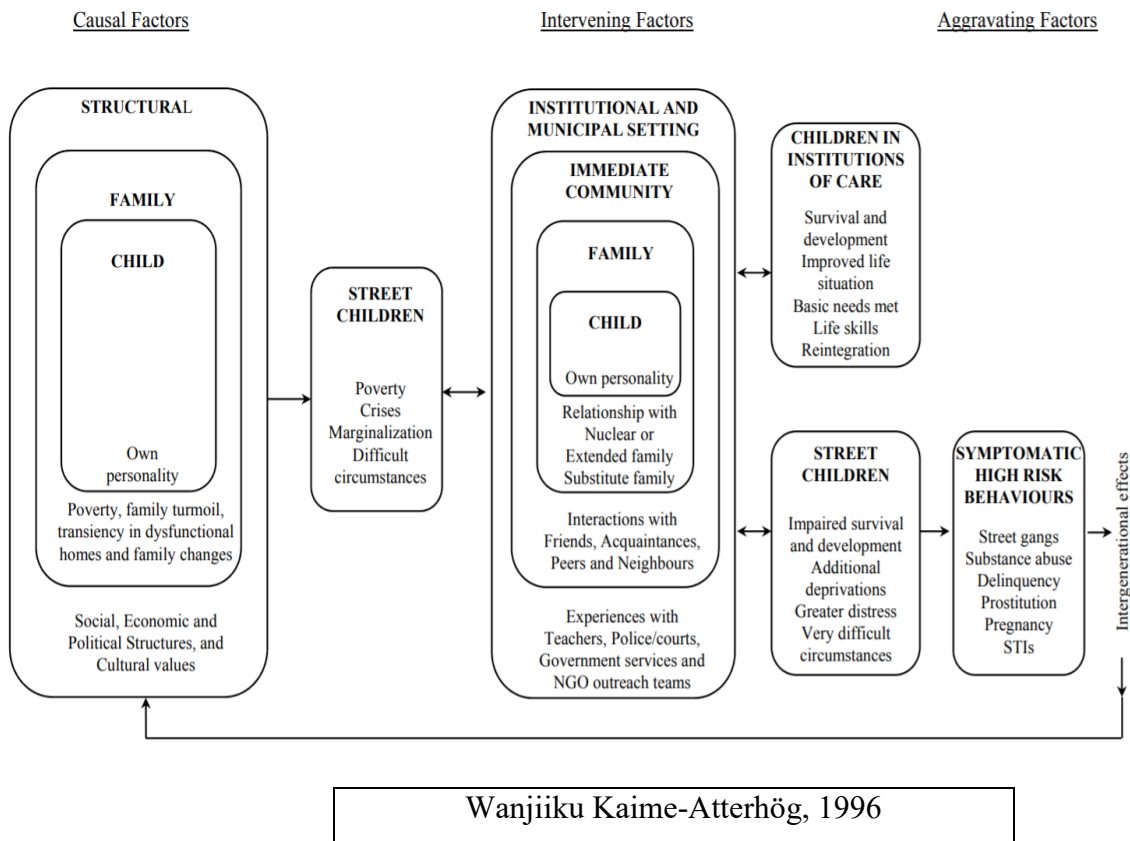 Causal Factors
Intervening Factors
Aggravating Factors
STRUCTURAL
FAMILY
CHILD
Own
personality
Poverty, family turmoil,
transiency in dysfunctional
homes and family changes
Social, Economic and
Political Structures, and
Cultural values
STREET
CHILDREN
Poverty
Crises
Marginalization
Difficult
circumstances
INSTITUTIONAL AND
MUNICIPAL SETTING
IMMEDIATE
COMMUNITY
FAMILY
CHILD
Own personality
Relationship with
Nuclear or
Extended family
Substitute family
Interactions with
Friends, Acquaintances,
Peers and Neighbours
Experiences with
Teachers, Police/courts,
Government services and
NGO outreach teams
CHILDREN IN
INSTITUTIONS
OF CARE
Survival and
development
Improved life
situation
Basic needs met
Life skills
Reintegration
STREET
CHILDREN
Impaired survival
and development
Additional
deprivations
Greater distress
Very difficult
circumstances
SYMPTOMATIC
HIGH RISK
BEHAVIOURS
Street gangs
Substance abuse
Delinquency
Prostitution
Pregnancy
STIs
Intergenerational effects
Wanjiiku Kaime-Atterhög, 1996